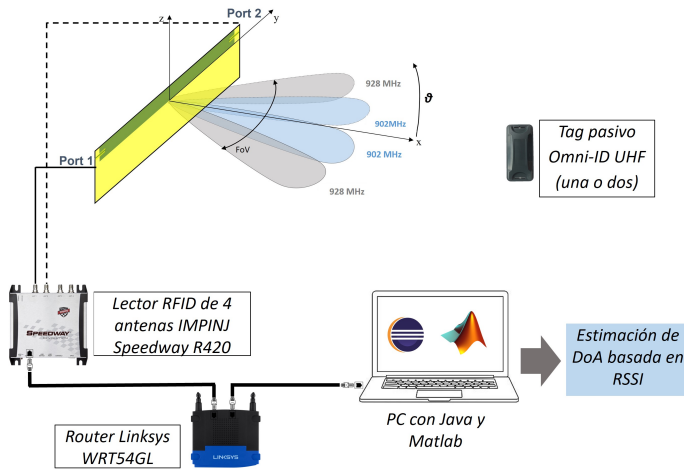 Port 2
z
y
928 MHz
ϑ
902MHz
x
FoV
902 MHz
Port 1
928 MHz
Tag pasivo
Omni-ID UHF
(una o dos)
SPEEDWAY
Lector RFID de 4
antenas IMPINJ
Speedway R420
Estimación de
DoA basada en
RSSI
PC con Java y
Matlab
Router Linksys
WRT54GL
LINKSYS